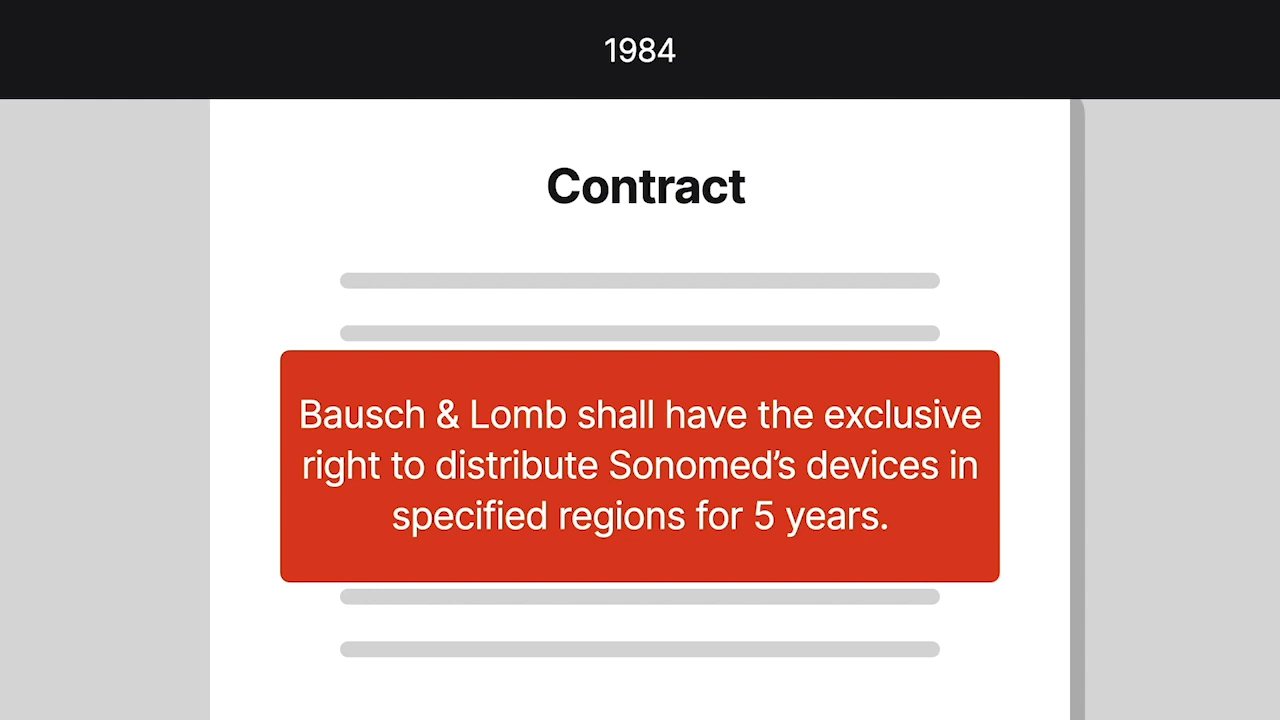 1984
Contract
Bausch & Lomb shall have the exclusive
right to distribute Sonomed’s devices in
specified regions for 5 years.